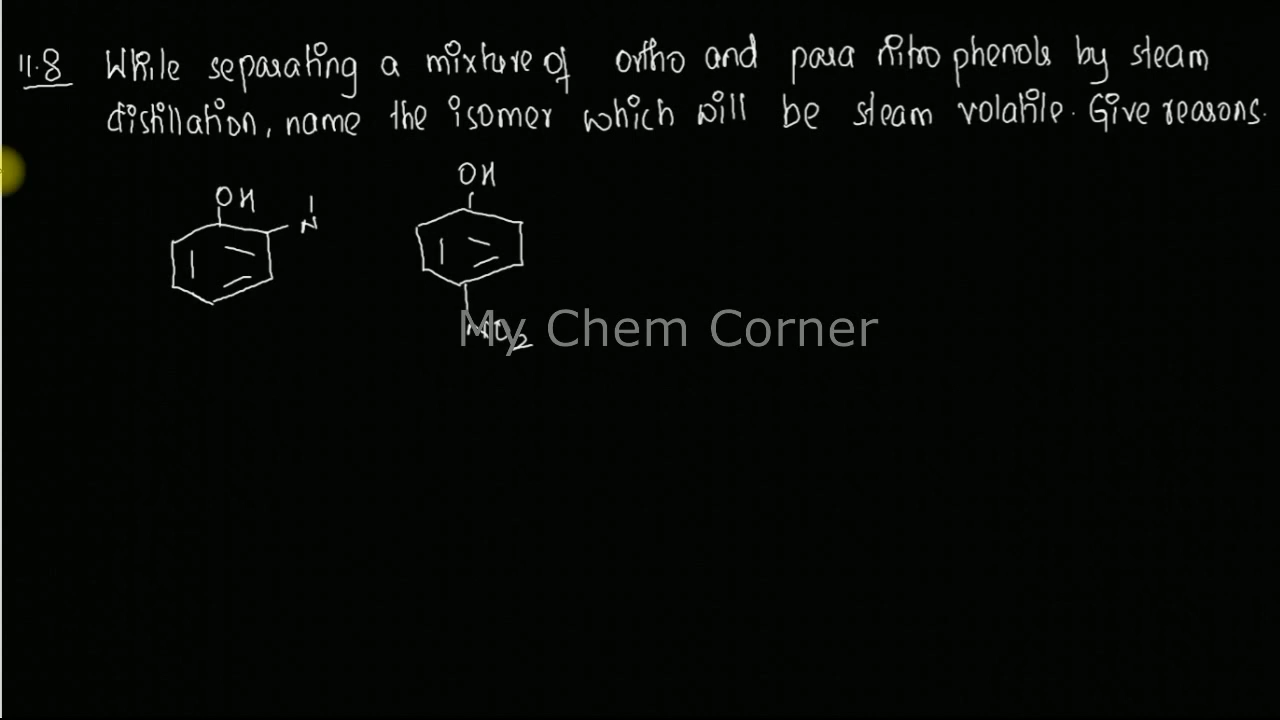 11.8 While separating a mixture of ortho and para nitro phenols by steam
distillation, name the isomer which will be steam volatile. Give reasons.
OH
OH
N
NO2
My Chem Corner